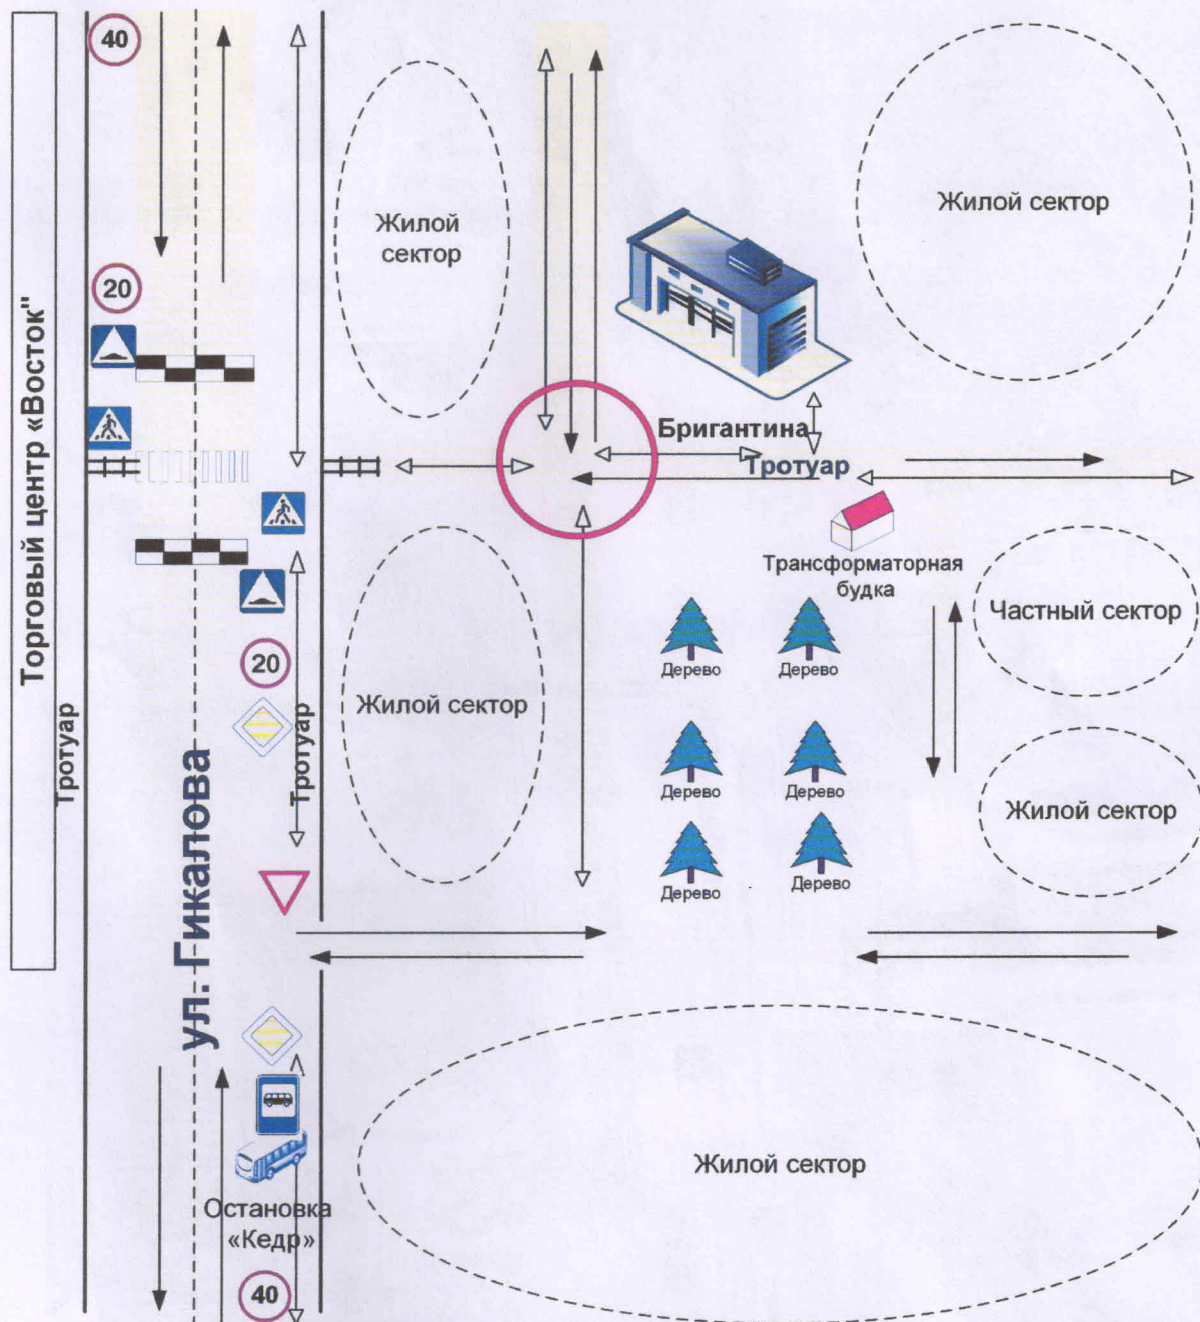 40
Жилой
сектор
Жилой сектор
20
Торговый центр «Восток"
Бригантина
Тротуар
Трансформаторная
будка
Частный сектор
20
Дерево
Дерево
Тротуар
Тротуар
Жилой сектор
ул. Гикалова
Дерево
Дерево
Жилой сектор
Дерево
Дерево
Жилой сектор
Остановка
«Кедр»
40